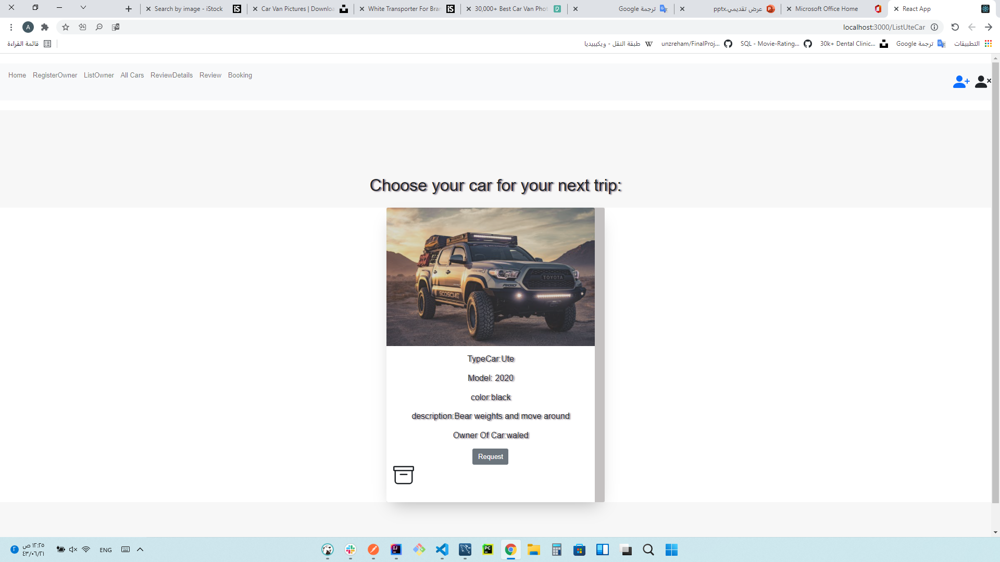 Search by image - iStock
Car Van Pictures | Downloa
White Transporter For Bran
30,000+ Best Car Van Phot
ترجمة Google
عرض تقديمي.pptx
Microsoft Office Home
React App
A
localhost:3000/ListUteCar
قائمة القراءة
طبقة النقل - ويكيبيديا
unzreham/FinalProj...
SQL - Movie-Rating...
30k+ Dental Clinic...
ترجمة Google
التطبيقات
Home RegisterOwner ListOwner All Cars ReviewDetails Review Booking
Choose your car for your next trip:
TOYOTA
RIGID
SCOSCHE
TypeCar:Ute
Model: 2020
color:black
description:Bear weights and move around
Owner Of Car:waled
Request
١٢:٢٥ ص
٤٣/٠٦/٢١
٢
ENG